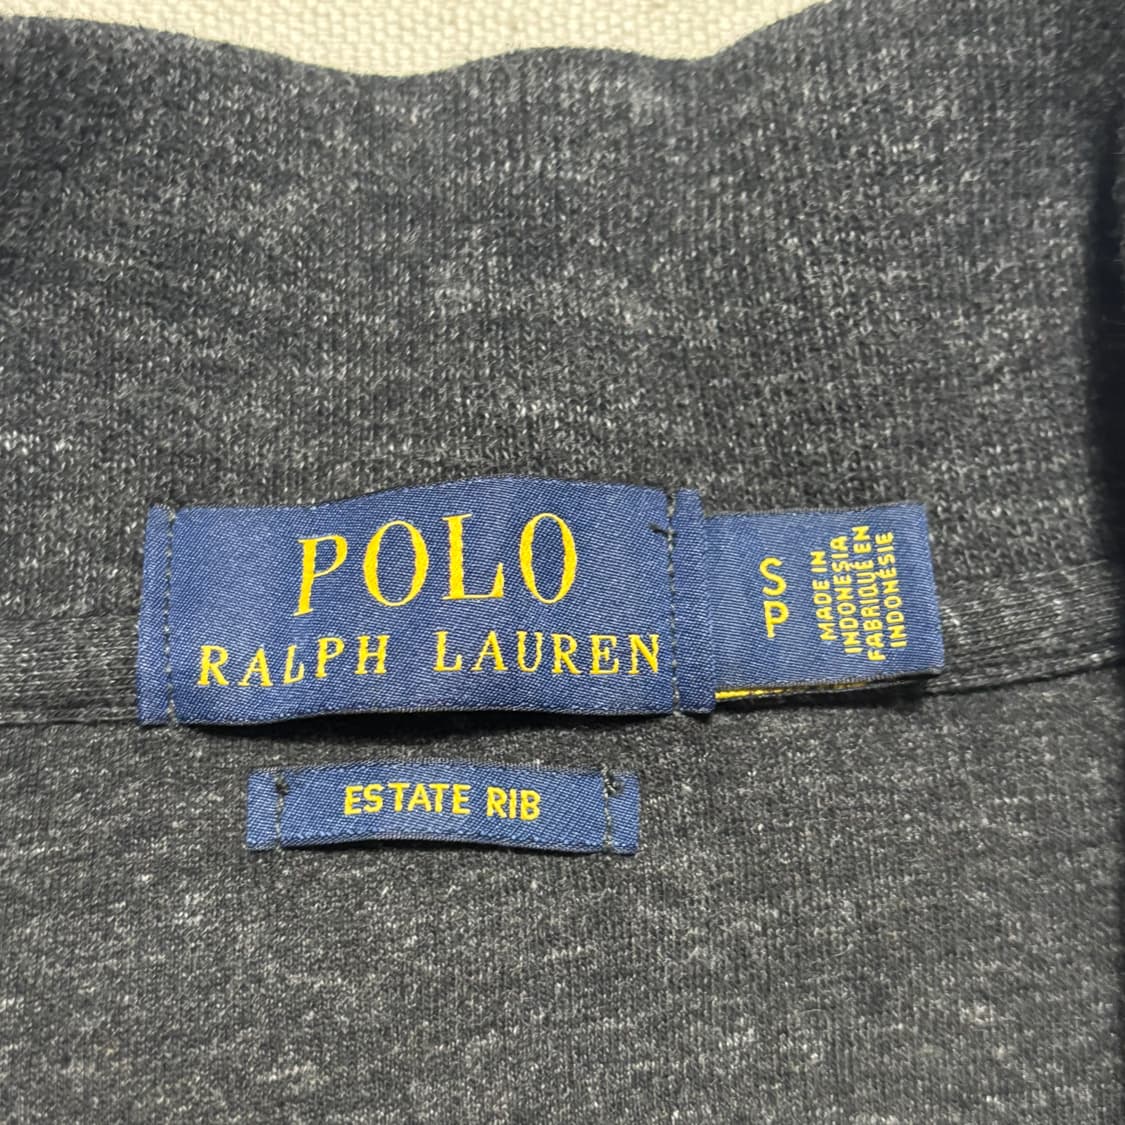 POLO
RALPH LAUREN
S
P
MADE IN
INDONESIA
FABRIQUÉ EN
INDONÉSIE
ESTATE RIB